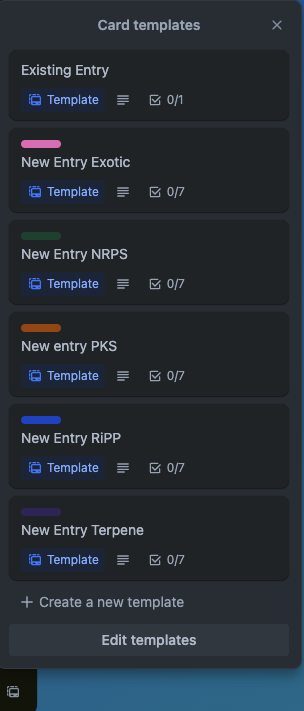 Card templates
Existing Entry
Template 0/1
New Entry Exotic
Template 0/7
New Entry NRPS
Template 0/7
New entry PKS
Template 0/7
New Entry RiPP
Template 0/7
New Entry Terpene
Template 0/7
Create a new template
Edit templates